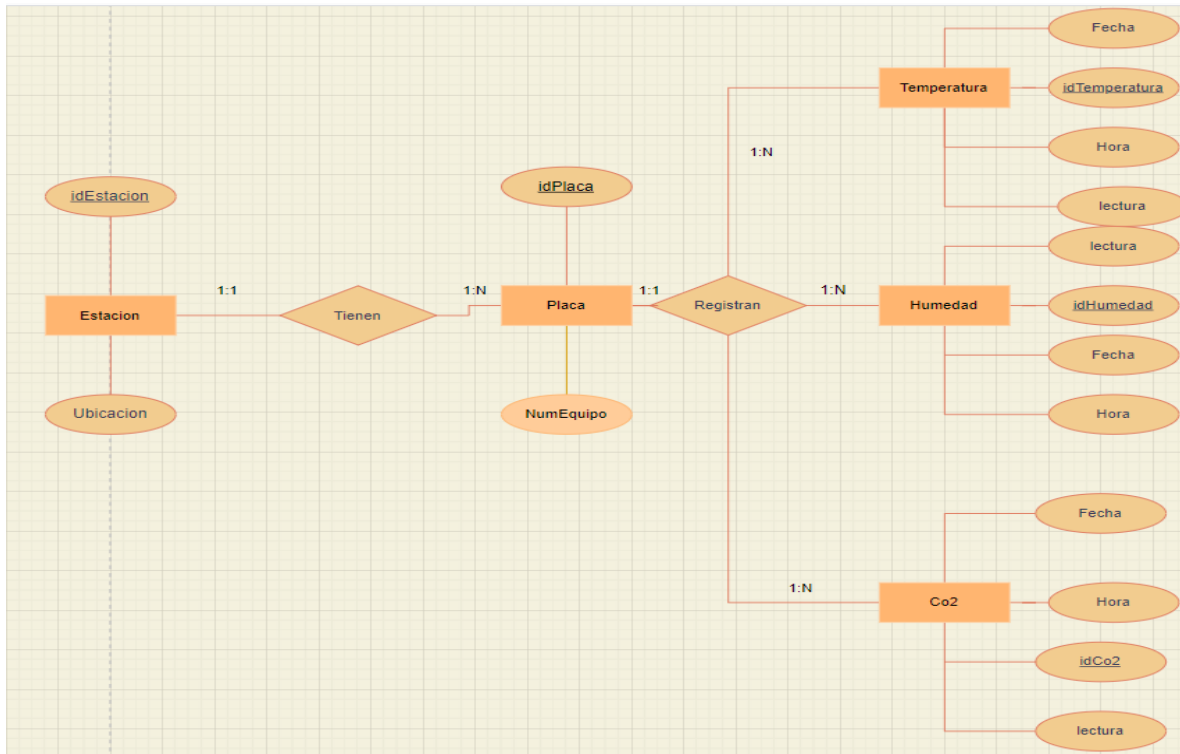 Fecha
Temperatura
idTemperatura
Hora
1:N
lectura
idEstacion
idPlaca
lectura
1:1
1:N
Placa
1:1
1:N
Humedad
idHumedad
Estacion
Tienen
Registran
Fecha
Ubicacion
NumEquipo
Hora
Fecha
1:N
Co2
Hora
idCo2
lectura